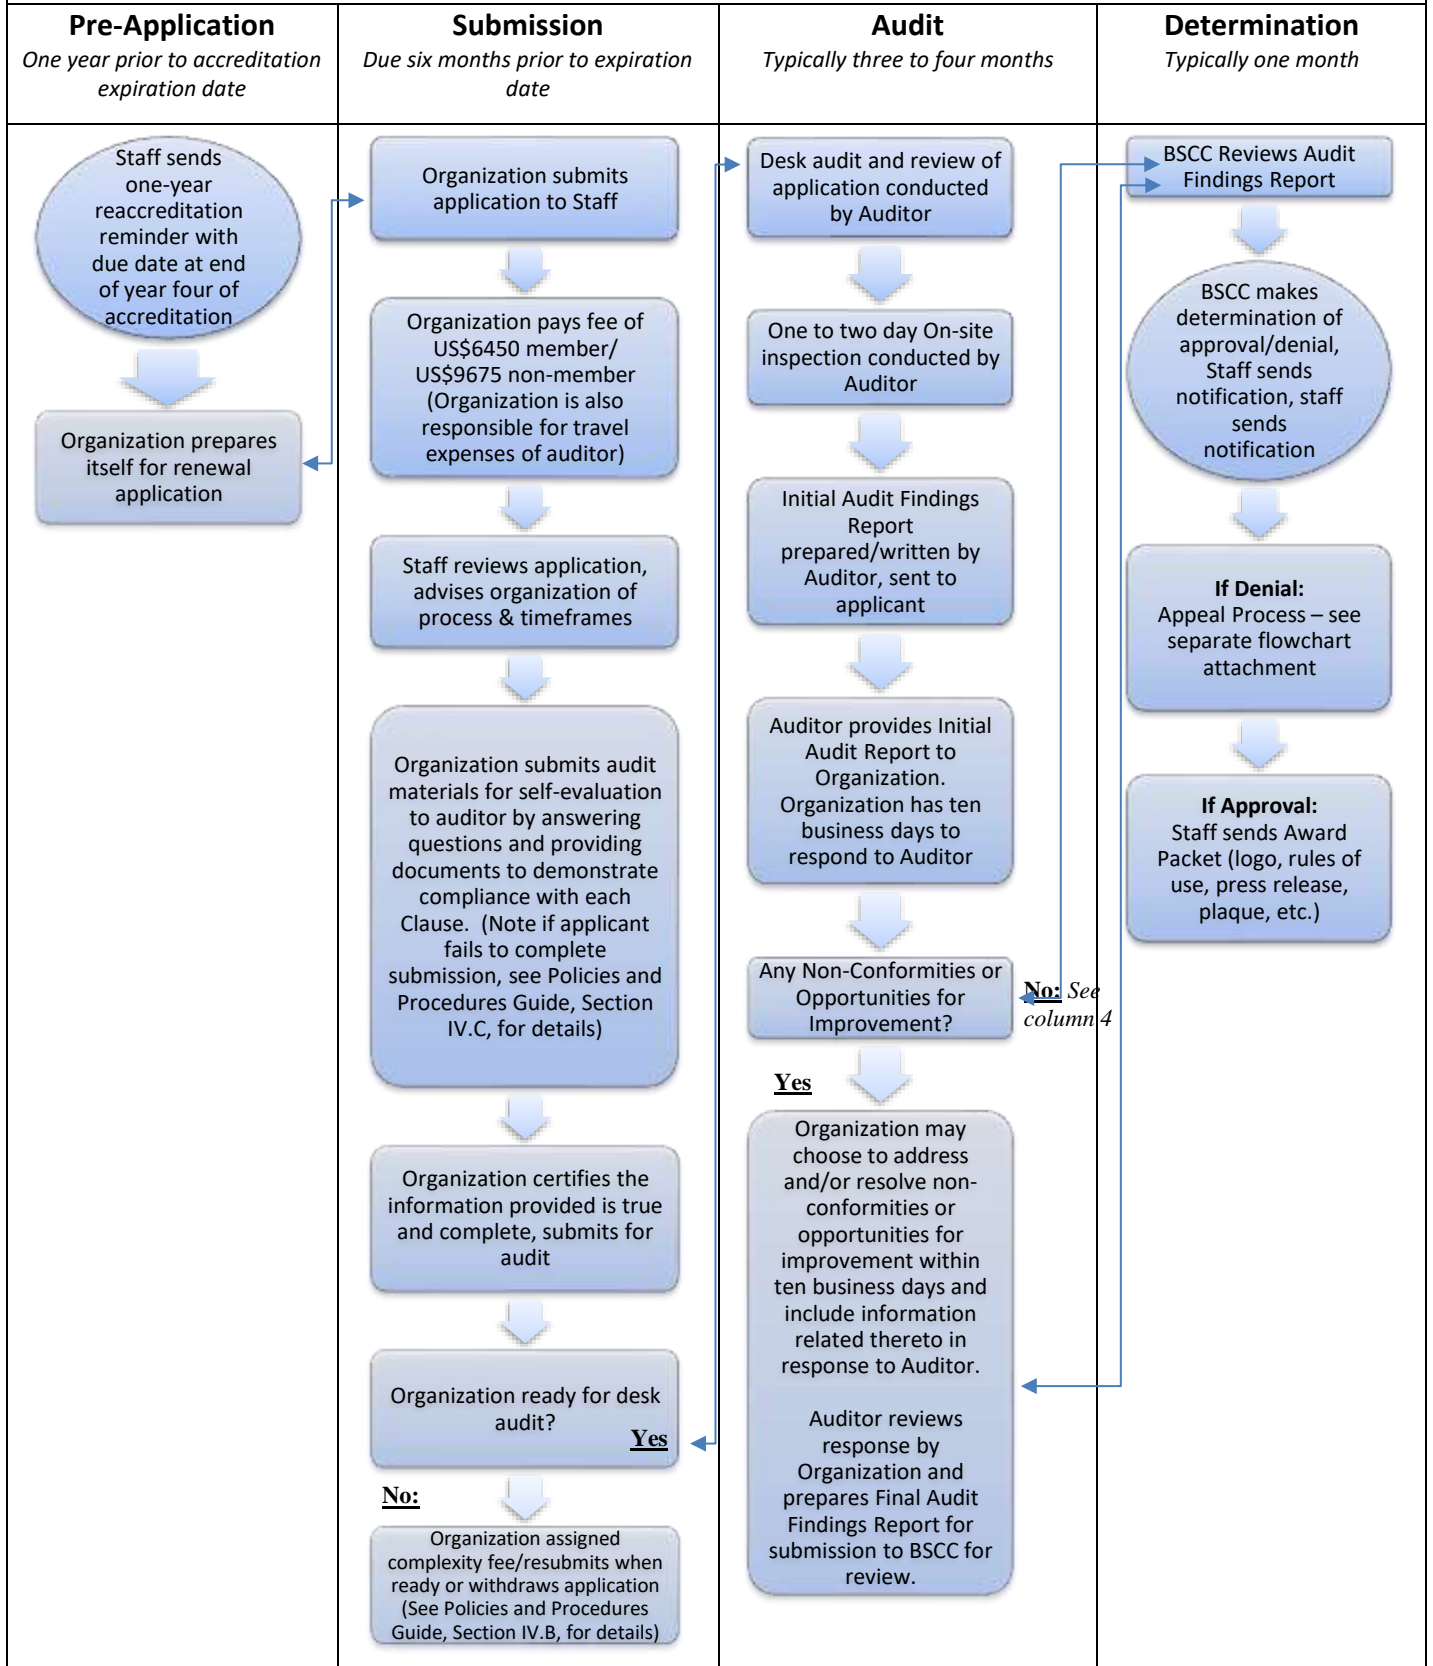 Pre-Application
One year prior to accreditation
expiration date
Submission
Due six months prior to expiration
date
Audit
Typically three to four months
Determination
Typically one month
Staff sends
one-year
reaccreditation
reminder with
due date at end
of year four of
accreditation
Organization prepares
itself for renewal
application
Organization submits
application to Staff
Organization pays fee of
US$6450 member/
US$9675 non-member
(Organization is also
responsible for travel
expenses of auditor)
Staff reviews application,
advises organization of
process & timeframes
Organization submits audit
materials for self-evaluation
to auditor by answering
questions and providing
documents to demonstrate
compliance with each
Clause.  (Note if applicant
fails to complete
submission, see Policies and
Procedures Guide, Section
IV.C, for details)
Organization certifies the
information provided is true
and complete, submits for
audit
Organization ready for desk
audit?
Yes
No:
Organization assigned
complexity fee/resubmits when
ready or withdraws application
(See Policies and Procedures
Guide, Section IV.B, for details)
Desk audit and review of
application conducted
by Auditor
One to two day On-site
inspection conducted by
Auditor
Initial Audit Findings
Report
prepared/written by
Auditor, sent to
applicant
Auditor provides Initial
Audit Report to
Organization.
Organization has ten
business days to
respond to Auditor
Any Non-Conformities or
Opportunities for
Improvement?
No: See
column 4
Yes
Organization may
choose to address
and/or resolve non-
conformities or
opportunities for
improvement within
ten business days and
include information
related thereto in
response to Auditor.
Auditor reviews
response by
Organization and
prepares Final Audit
Findings Report for
submission to BSCC for
review.
BSCC Reviews Audit
Findings Report
BSCC makes
determination of
approval/denial,
Staff sends
notification, staff
sends
notification
If Denial:
Appeal Process – see
separate flowchart
attachment
If Approval:
Staff sends Award
Packet (logo, rules of
use, press release,
plaque, etc.)